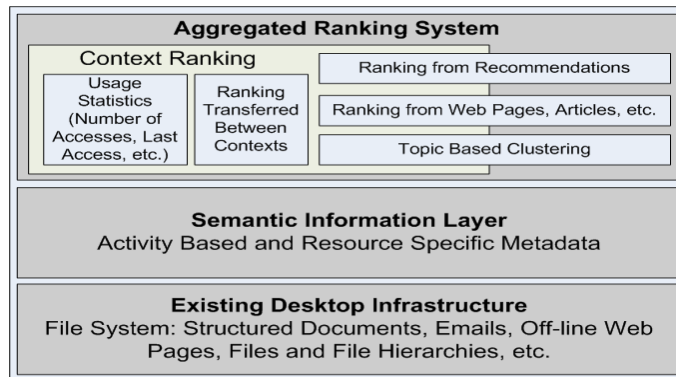 Aggregated Ranking System
Context Ranking
Usage
Statistics
(Number of
Accesses, Last
Access, etc.)
Ranking
Transferred
Between
Contexts
Ranking from Recommendations
Ranking from Web Pages, Articles, etc.
Topic Based Clustering
Semantic Information Layer
Activity Based and Resource Specific Metadata
Existing Desktop Infrastructure
File System: Structured Documents, Emails, Off-line Web
Pages, Files and File Hierarchies, etc.